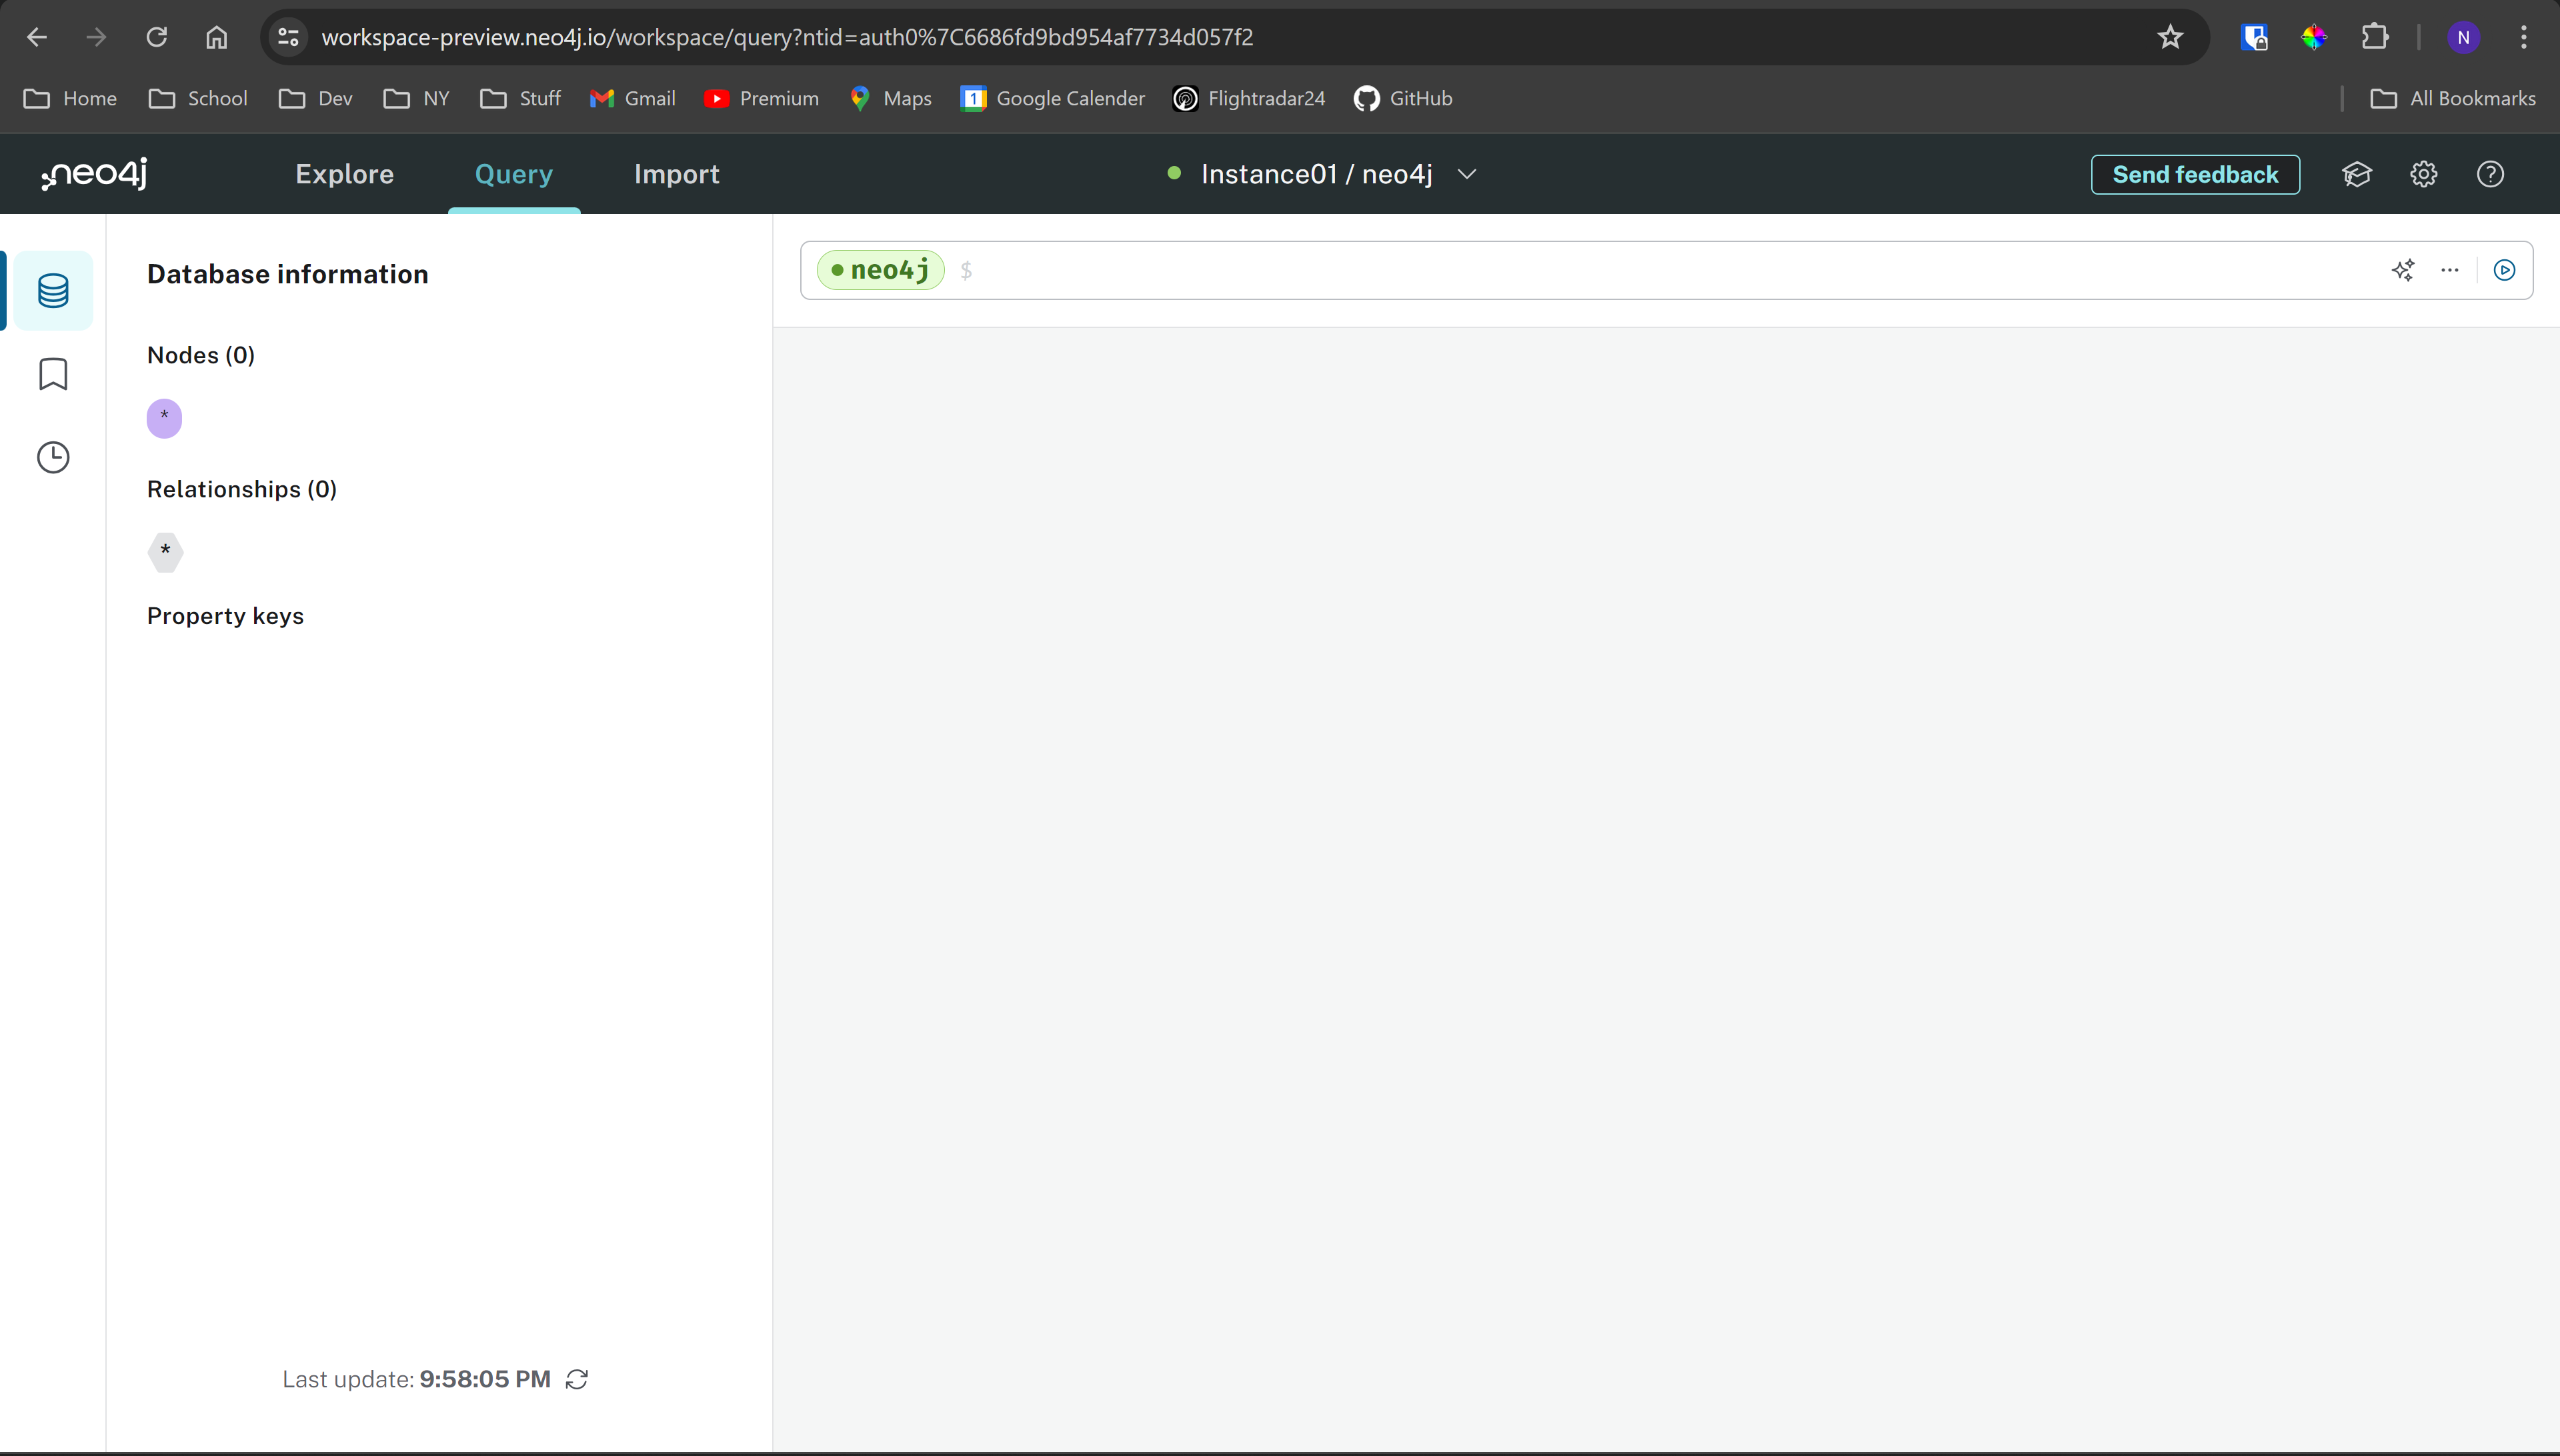 workspace-preview.neo4j.io/workspace/query?ntid=auth0%7C6686fd9bd954af7734d057f2
N
Home School Dev NY Stuff Gmail Premium Maps 1 Google Calender Flightradar24 GitHub All Bookmarks
neo4j Explore Query Import Instance01 / neo4j Send feedback ?
Database information
neo4j $
Nodes (0)
*
Relationships (0)
*
Property keys
Last update: 9:58:05 PM